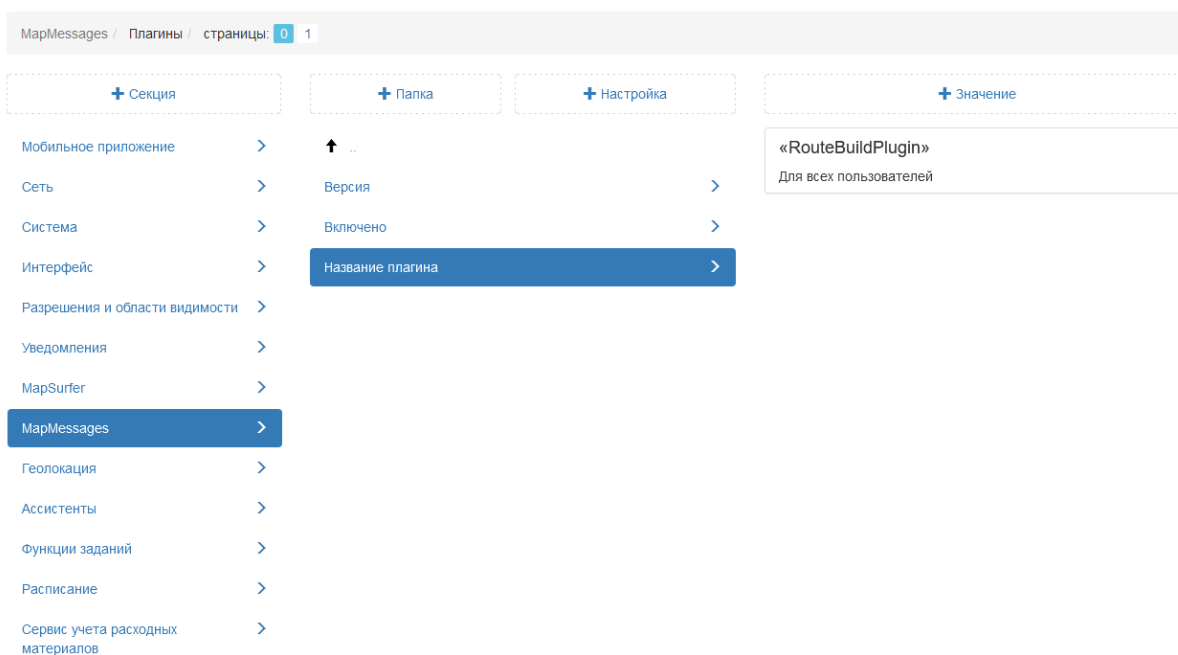 MapMessages / Плагины / страницы: 0 1
+ Секция
+ Папка
+ Настройка
+ Значение
Мобильное приложение
Сеть
Система
Интерфейс
Разрешения и области видимости
Уведомления
MapSurfer
MapMessages
Геолокация
Ассистенты
Функции заданий
Расписание
Сервис учета расходных
материалов
..
Версия
Включено
Название плагина
«RouteBuildPlugin»
Для всех пользователей